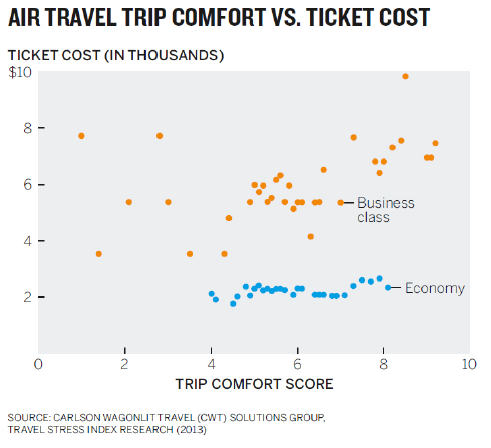 AIR TRAVEL TRIP COMFORT VS. TICKET COST
TICKET COST (IN THOUSANDS)
$10
8
6
4
2
Business
class
Economy
0 2 4 6 8 10
TRIP COMFORT SCORE
SOURCE: CARLSON WAGONLIT TRAVEL (CWT) SOLUTIONS GROUP,
TRAVEL STRESS INDEX RESEARCH (2013)